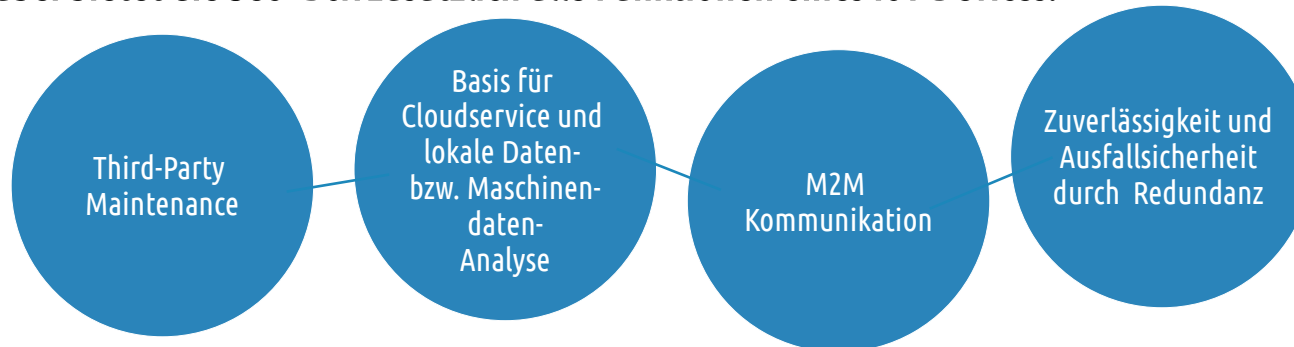 Third-Party
Maintenance
Basis für
Cloudservice und
lokale Daten-
bzw. Maschinen-
daten-
Analyse
M2M
Kommunikation
Zuverlässigkeit und
Ausfallsicherheit
durch Redundanz